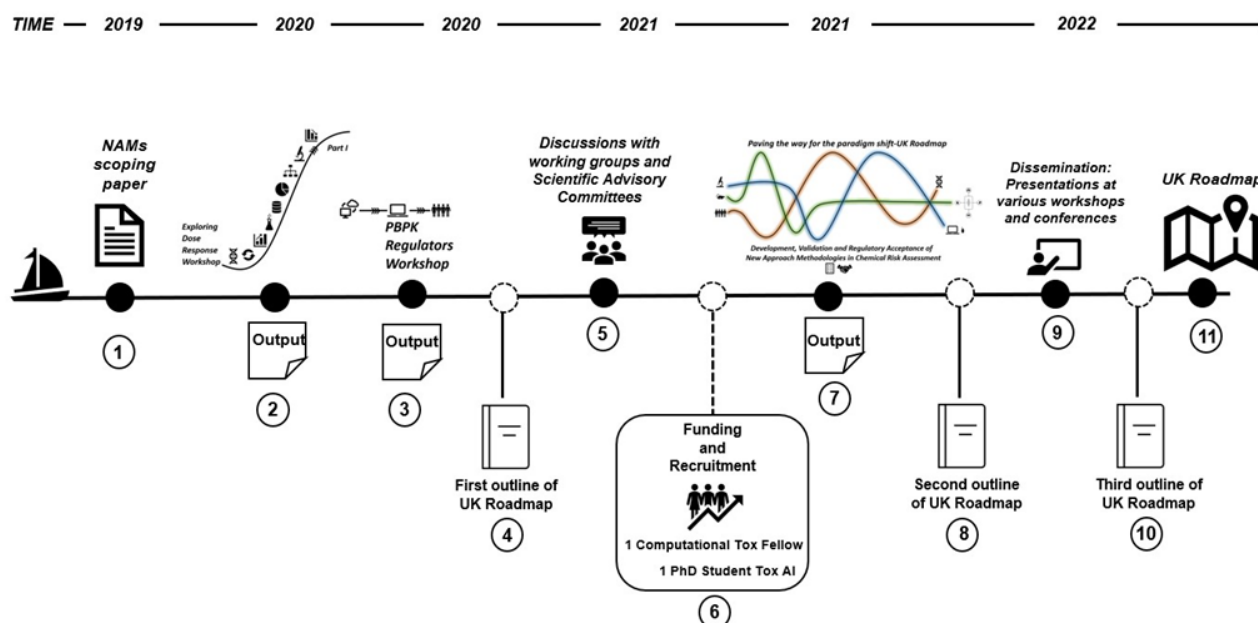 TIME 2019 2020 2020 2021 2021 2022
NAMs
scoping
paper
1
Part I
Exploring
Dose
Response
Workshop
Output
2
PBPK
Regulators
Workshop
Output
3
First outline of
UK Roadmap
4
Discussions with
working groups and
Scientific Advisory
Committees
5
Funding
and
Recruitment
1 Computational Tox Fellow
1 PhD Student Tox AI
6
Paving the way for the paradigm shift-UK Roadmap
Development, Validation and Regulatory Acceptance of
New Approach Methodologies in Chemical Risk Assessment
Output
7
Second outline
of UK Roadmap
8
Dissemination:
Presentations at
various workshops
and conferences
9
Third outline of
UK Roadmap
10
UK Roadmap
11